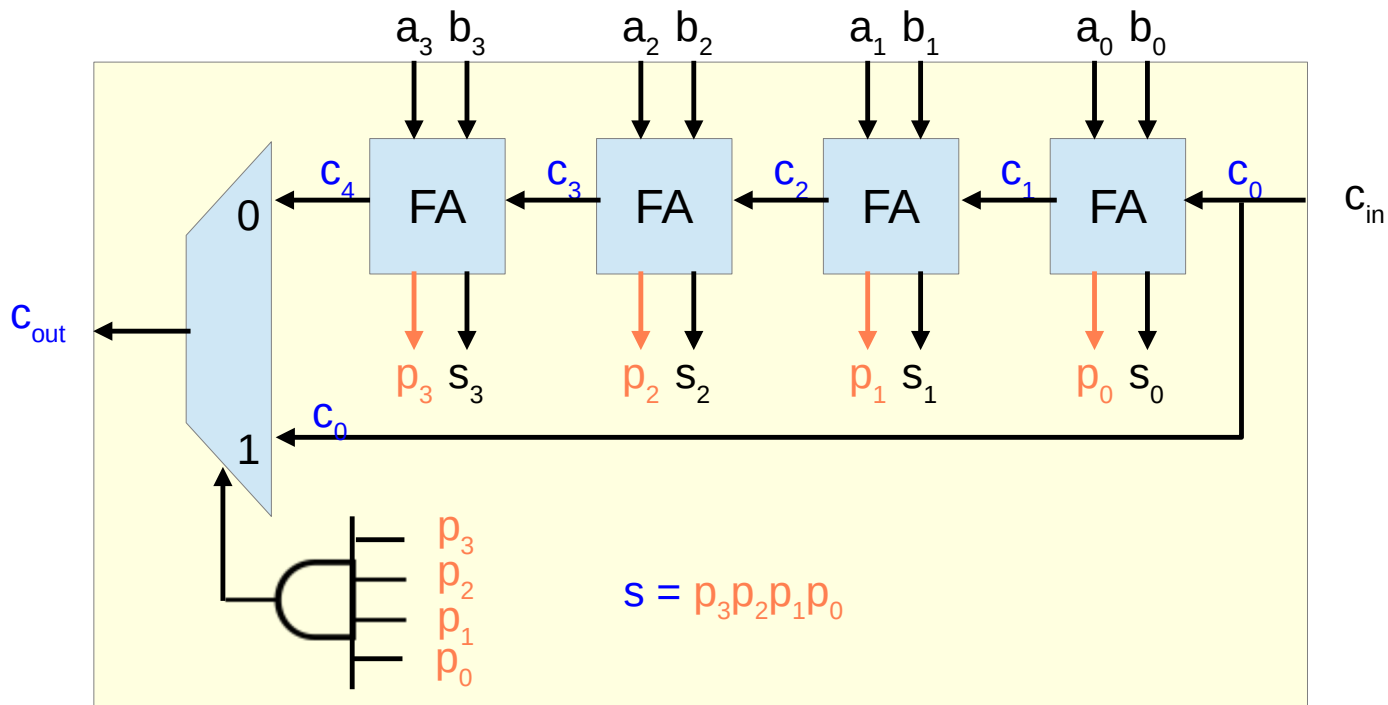 a3 b3 a2 b2 a1 b1 a0 b0
c4 FA c3 FA c2 FA c1 FA c0 cin
0
cout
p3 s3 p2 s2 p1 s1 p0 s0
c0
1
p3
p2
s = p3p2p1p0
p1
p0